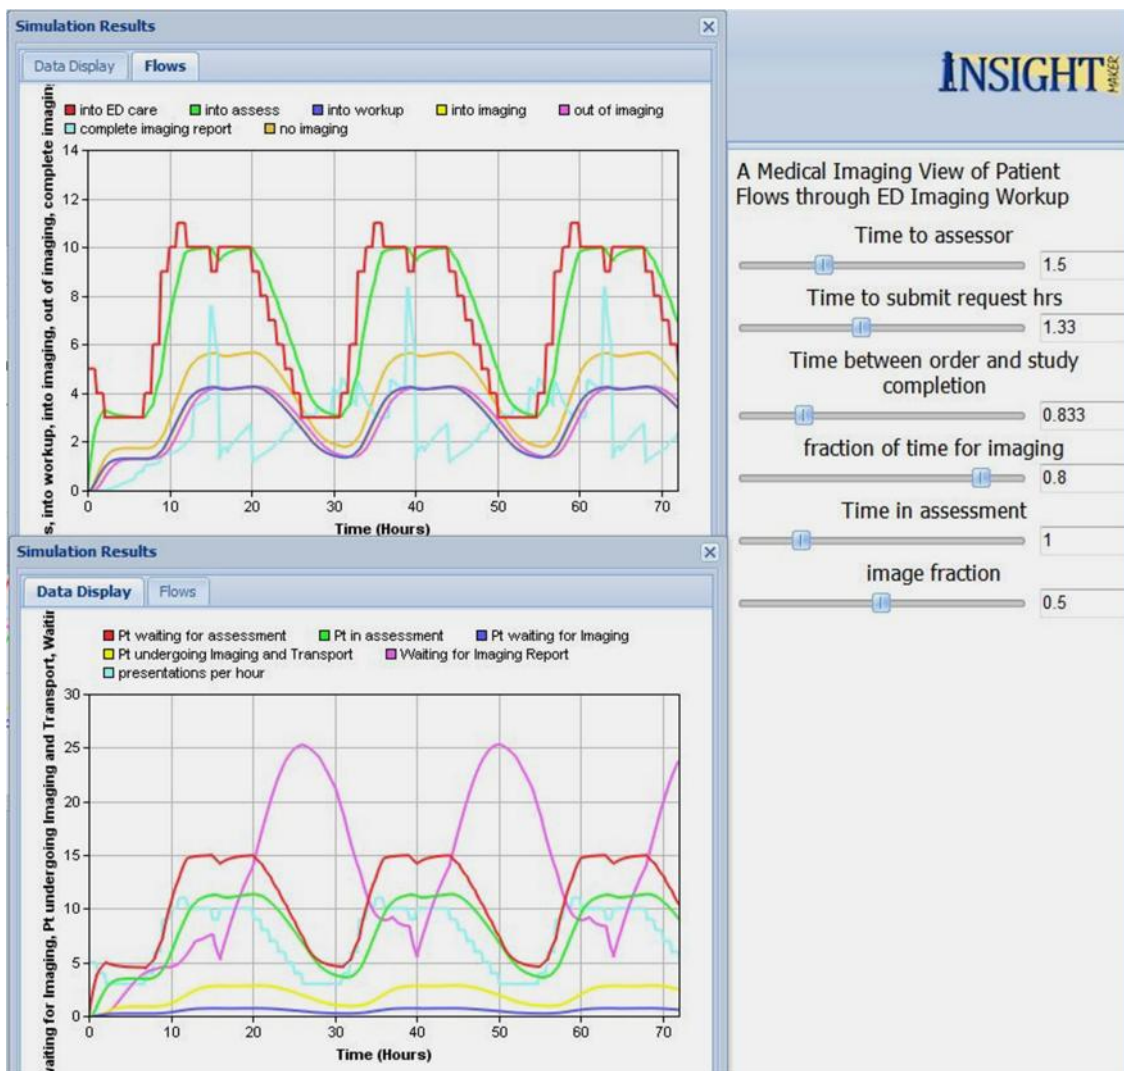 Simulation Results
Data Display Flows
into ED care into assess into workup into imaging out of imaging
complete imaging report no imaging
s, into workup, into imaging, out of imaging, complete imagin
14
12
10
8
6
4
2
0
0 10 20 30 40 50 60 70
Time (Hours)
Simulation Results
Data Display Flows
Pt waiting for assessment Pt in assessment Pt waiting for Imaging
Pt undergoing Imaging and Transport Waiting for Imaging Report
presentations per hour
waiting for Imaging, Pt undergoing Imaging and Transport, Waitin
30
25
20
15
10
5
0
0 10 20 30 40 50 60 70
Time (Hours)
INSIGHT MAKER
A Medical Imaging View of Patient
Flows through ED Imaging Workup
Time to assessor
1.5
Time to submit request hrs
1.33
Time between order and study
completion
0.833
fraction of time for imaging
0.8
Time in assessment
1
image fraction
0.5